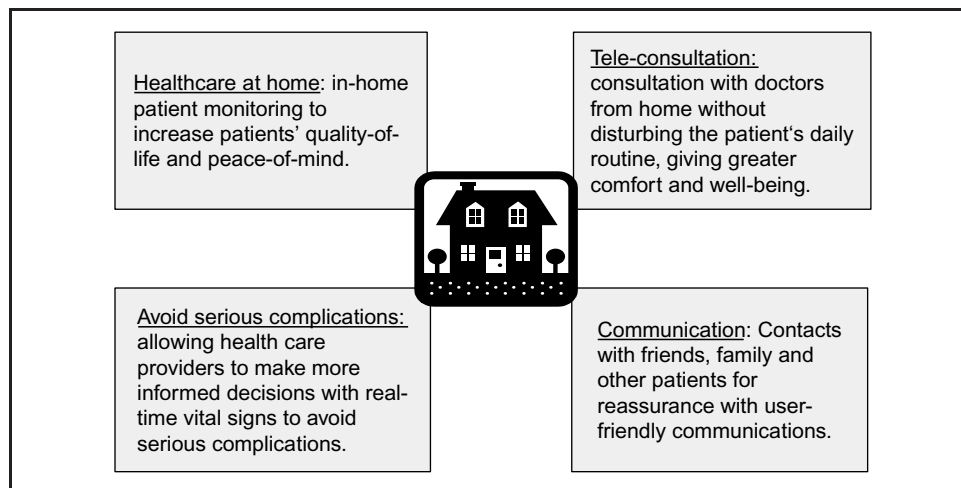 Healthcare at home: in-home
patient monitoring to
increase patients’ quality-of-
life and peace-of-mind.
Tele-consultation:
consultation with doctors
from home without
disturbing the patient‘s daily
routine, giving greater
comfort and well-being.
Avoid serious complications:
allowing health care
providers to make more
informed decisions with real-
time vital signs to avoid
serious complications.
Communication: Contacts
with friends, family and
other patients for
reassurance with user-
friendly communications.